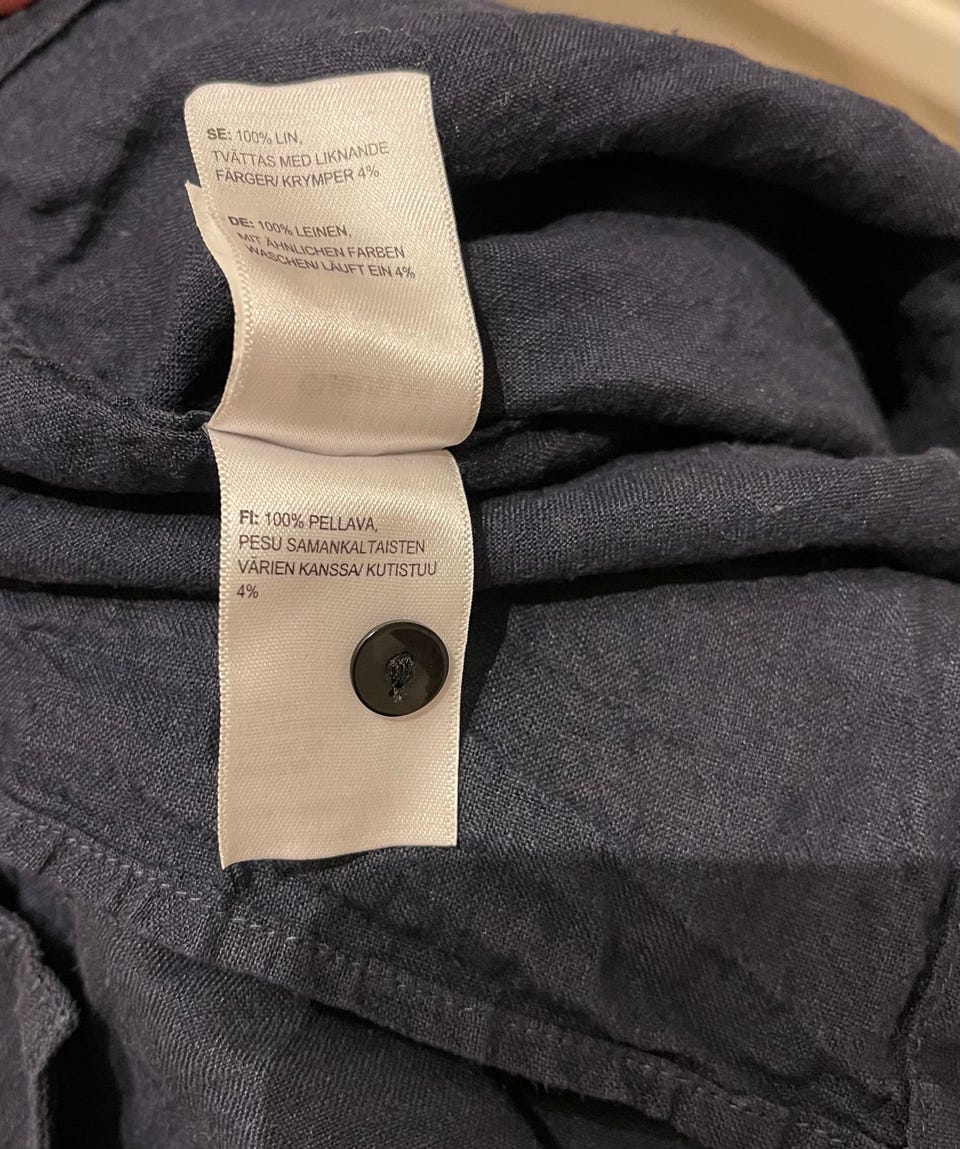 SE: 100% LIN,
TVÄTTAS MED LIKNANDE
FÄRGER/ KRYMPER 4%
DE: 100% LEINEN,
MIT ÄHNLICHEN FARBEN
WASCHEN/ LÄUFT EIN 4%
FI: 100% PELLAVA,
PESU SAMANKALTAISTEN
VÄRIEN KANSSA/ KUTISTUU
4%